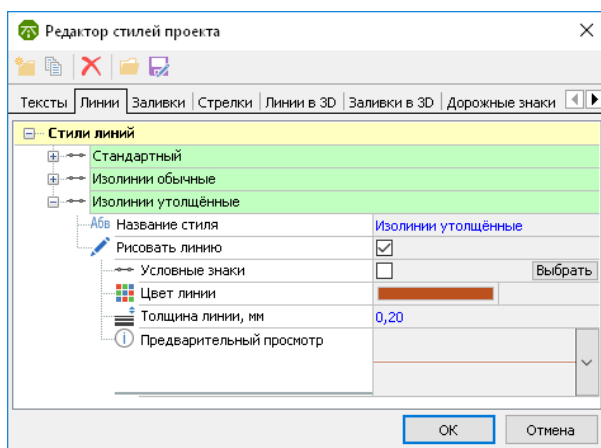 Редактор стилей проекта
Тексты Линии Заливки Стрелки Линии в 3D Заливки в 3D Дорожные знаки
Стили линий
Стандартный
Изолинии обычные
Изолинии утолщённые
Абв Название стиля Изолинии утолщённые
Рисовать линию
Условные знаки Выбрать
Цвет линии
Толщина линии, мм 0,20
Предварительный просмотр
ОК Отмена